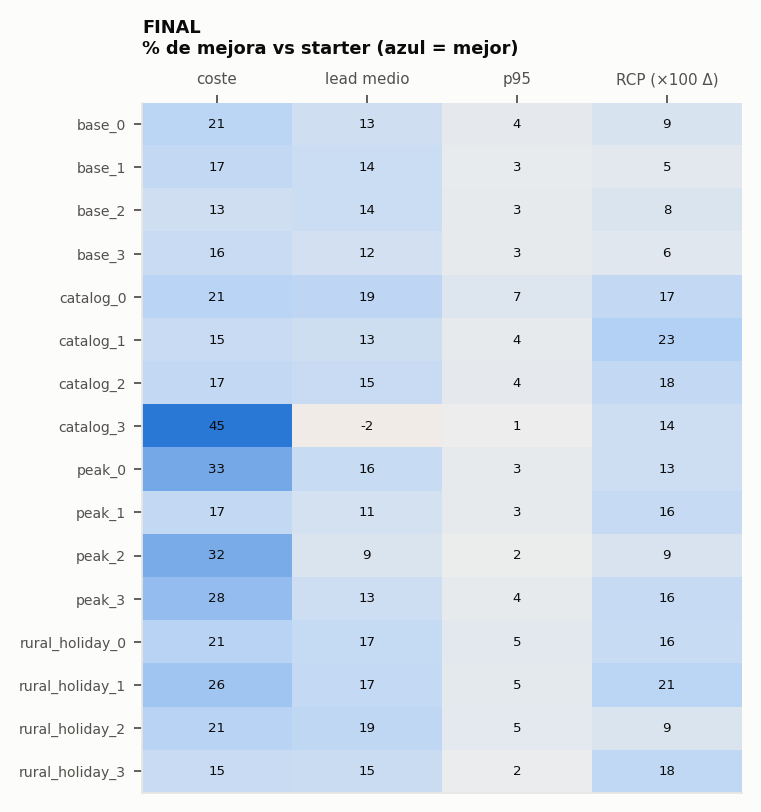 FINAL
% de mejora vs starter (azul = mejor)
coste lead medio p95 RCP (×100 Δ)
base_0 21 13 4 9
base_1 17 14 3 5
base_2 13 14 3 8
base_3 16 12 3 6
catalog_0 21 19 7 17
catalog_1 15 13 4 23
catalog_2 17 15 4 18
catalog_3 45 -2 1 14
peak_0 33 16 3 13
peak_1 17 11 3 16
peak_2 32 9 2 9
peak_3 28 13 4 16
rural_holiday_0 21 17 5 16
rural_holiday_1 26 17 5 21
rural_holiday_2 21 19 5 9
rural_holiday_3 15 15 2 18